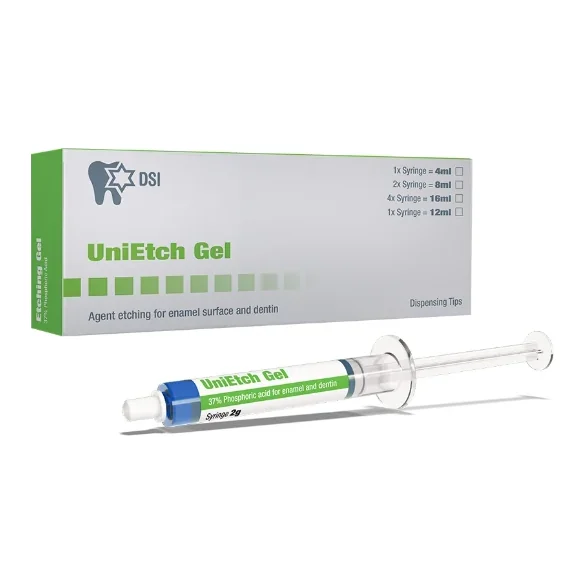 DSI
1x Syringe = 4ml
2x Syringe = 8ml
4x Syringe = 16ml
1x Syringe = 12ml
UniEtch Gel
Agent etching for enamel surface and dentin
Dispensing Tips
Etching Gel
37% Phosphoric Acid
UniEtch Gel
37% Phosphoric acid for enamel and dentin
Syringe 2g